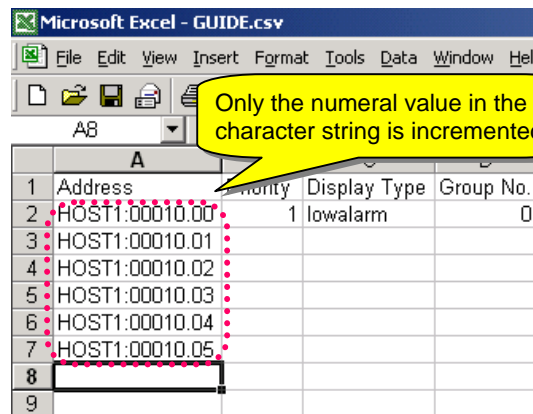 Microsoft Excel - GUIDE.csv
File Edit View Insert Format Tools Data Window
Only the numeral value in the
character string is incremented
A8
A
1 Address Priority Display Type Group No.
2 HOST1:00010.00 1 lowalarm 0
3 HOST1:00010.01
4 HOST1:00010.02
5 HOST1:00010.03
6 HOST1:00010.04
7 HOST1:00010.05
8
9